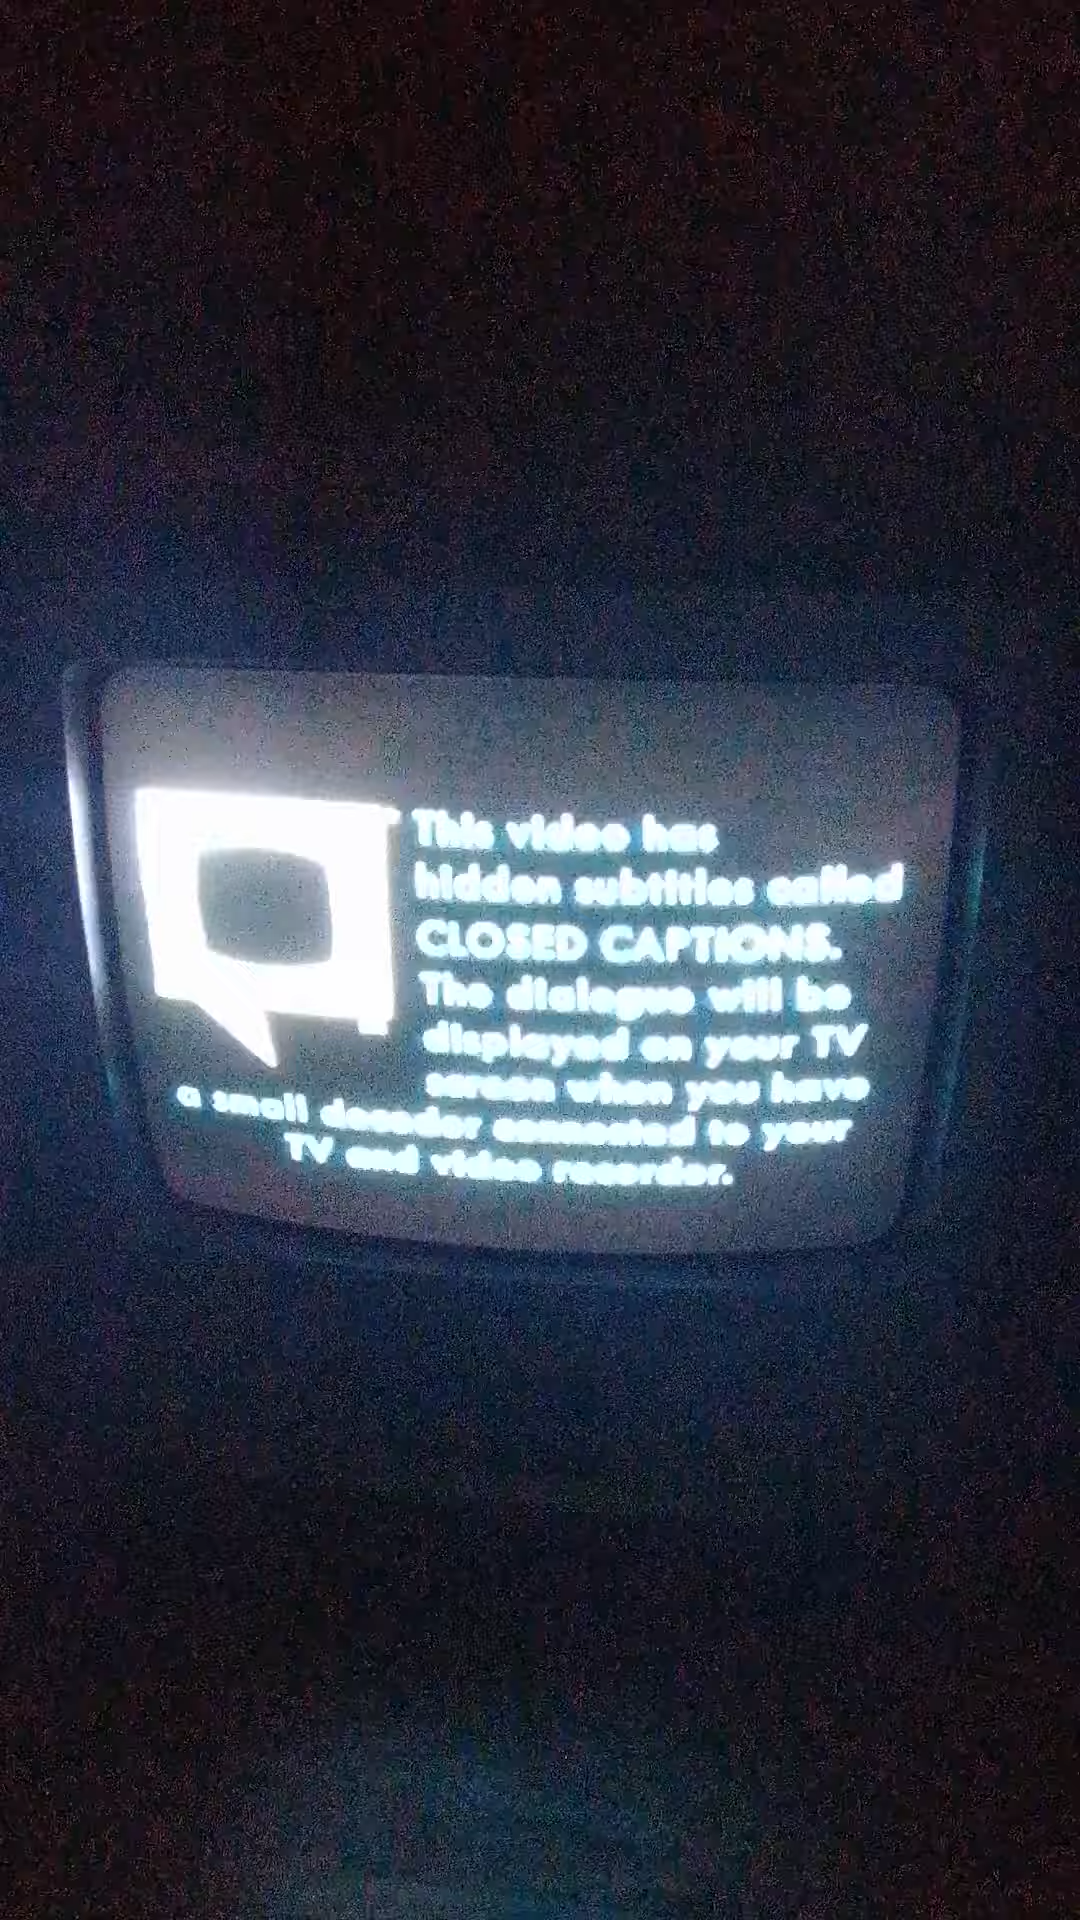 This video has
hidden subtitles called
CLOSED CAPTIONS.
The dialogue will be
displayed on your TV
screen when you have
a small decoder connected to your
TV and video recorder.